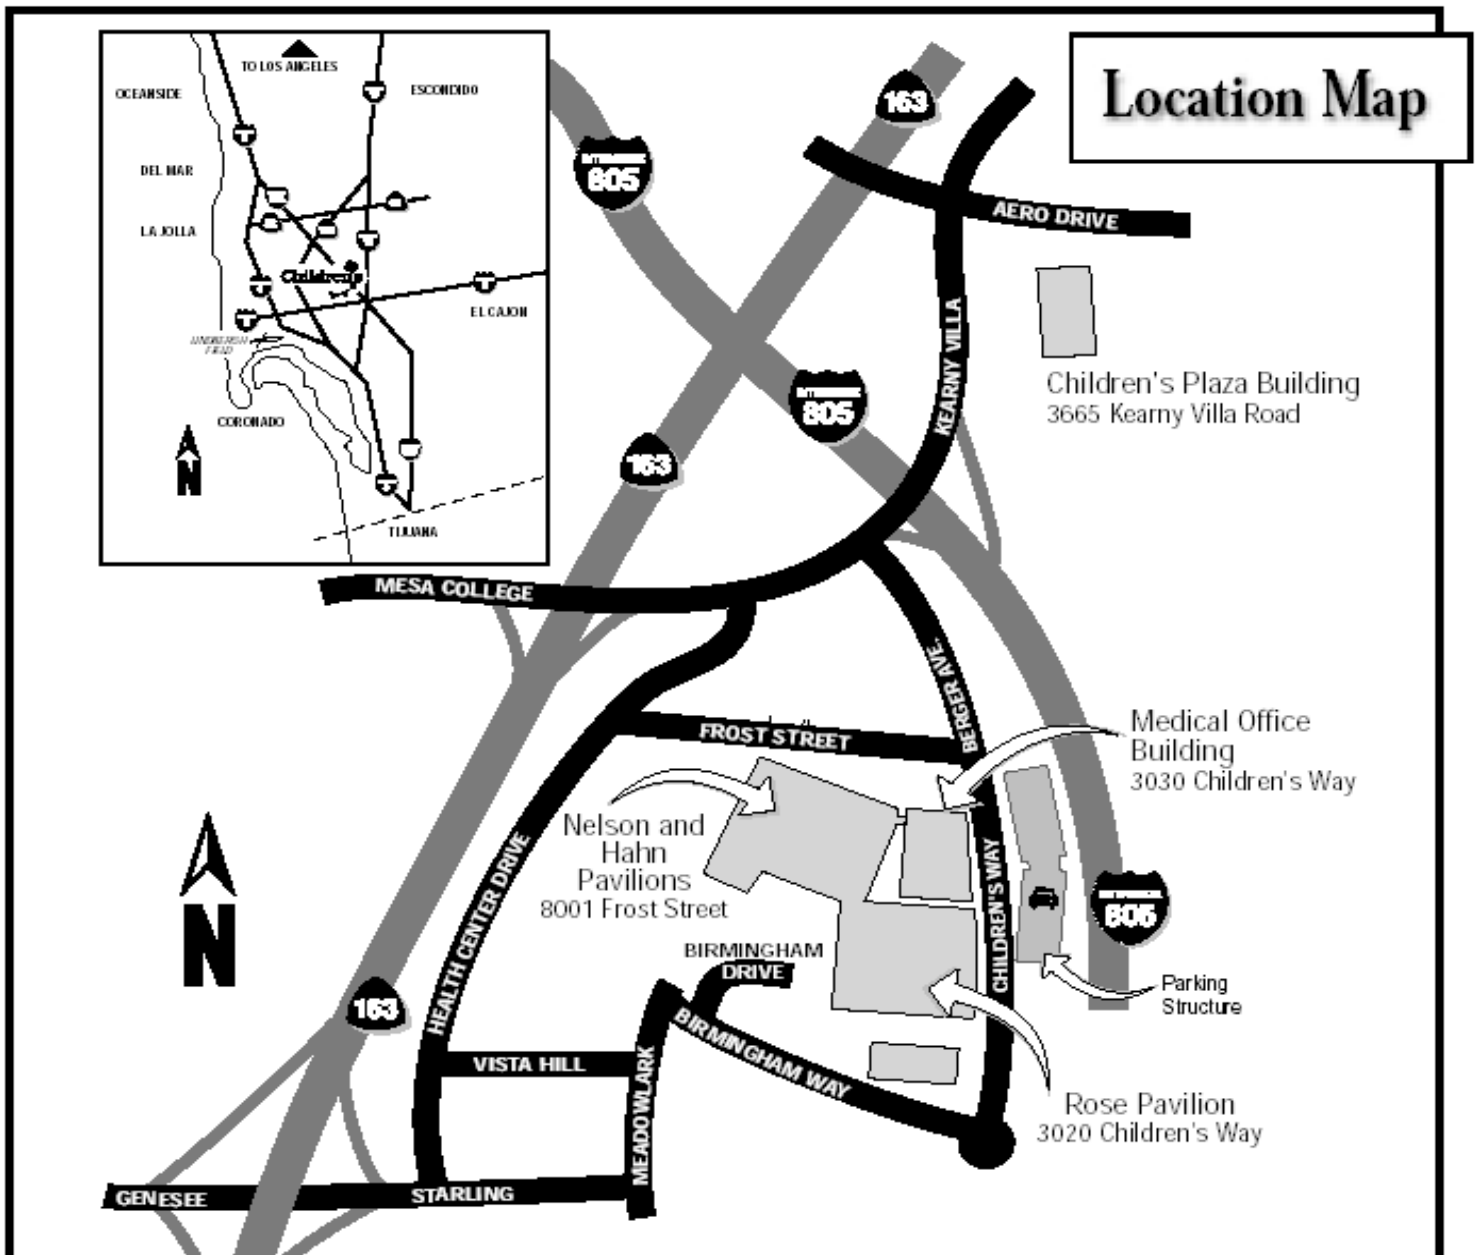 Location Map
TO LOS ANGELES
OCEANSIDE
ESCONDIDO
DEL MAR
LA JOLLA
Children's
EL CAJON
LINDBERGH
FIELD
CORONADO
N
TIJUANA
163
805
AERO DRIVE
KEARNY VILLA
Children's Plaza Building
3665 Kearny Villa Road
805
163
MESA COLLEGE
BERGER AVE.
FROST STREET
Medical Office
Building
3030 Children's Way
Nelson and
Hahn
Pavilions
8001 Frost Street
HEALTH CENTER DRIVE
CHILDREN'S WAY
805
N
BIRMINGHAM
DRIVE
Parking
Structure
163
BIRMINGHAM WAY
VISTA HILL
MEADOWLARK
Rose Pavilion
3020 Children's Way
GENESEE
STARLING